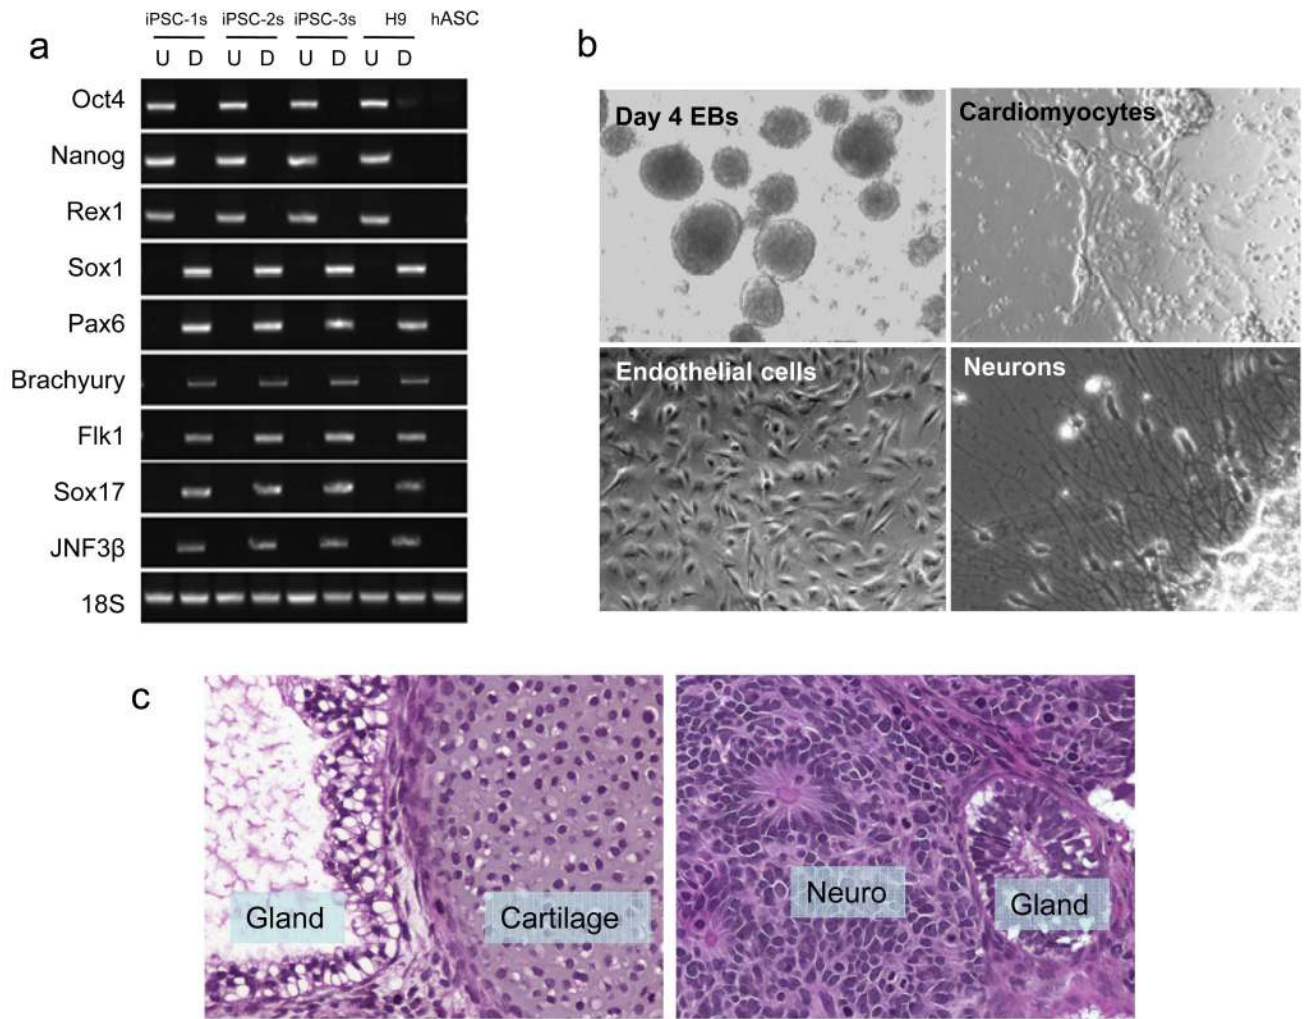 iPSC-1s iPSC-2s iPSC-3s H9 hASC
a
U D U D U D U D
Oct4
Nanog
Rex1
Sox1
Pax6
Brachyury
Flk1
Sox17
JNF3β
18S
b
Day 4 EBs
Cardiomyocytes
Endothelial cells
Neurons
c
Gland
Cartilage
Neuro
Gland